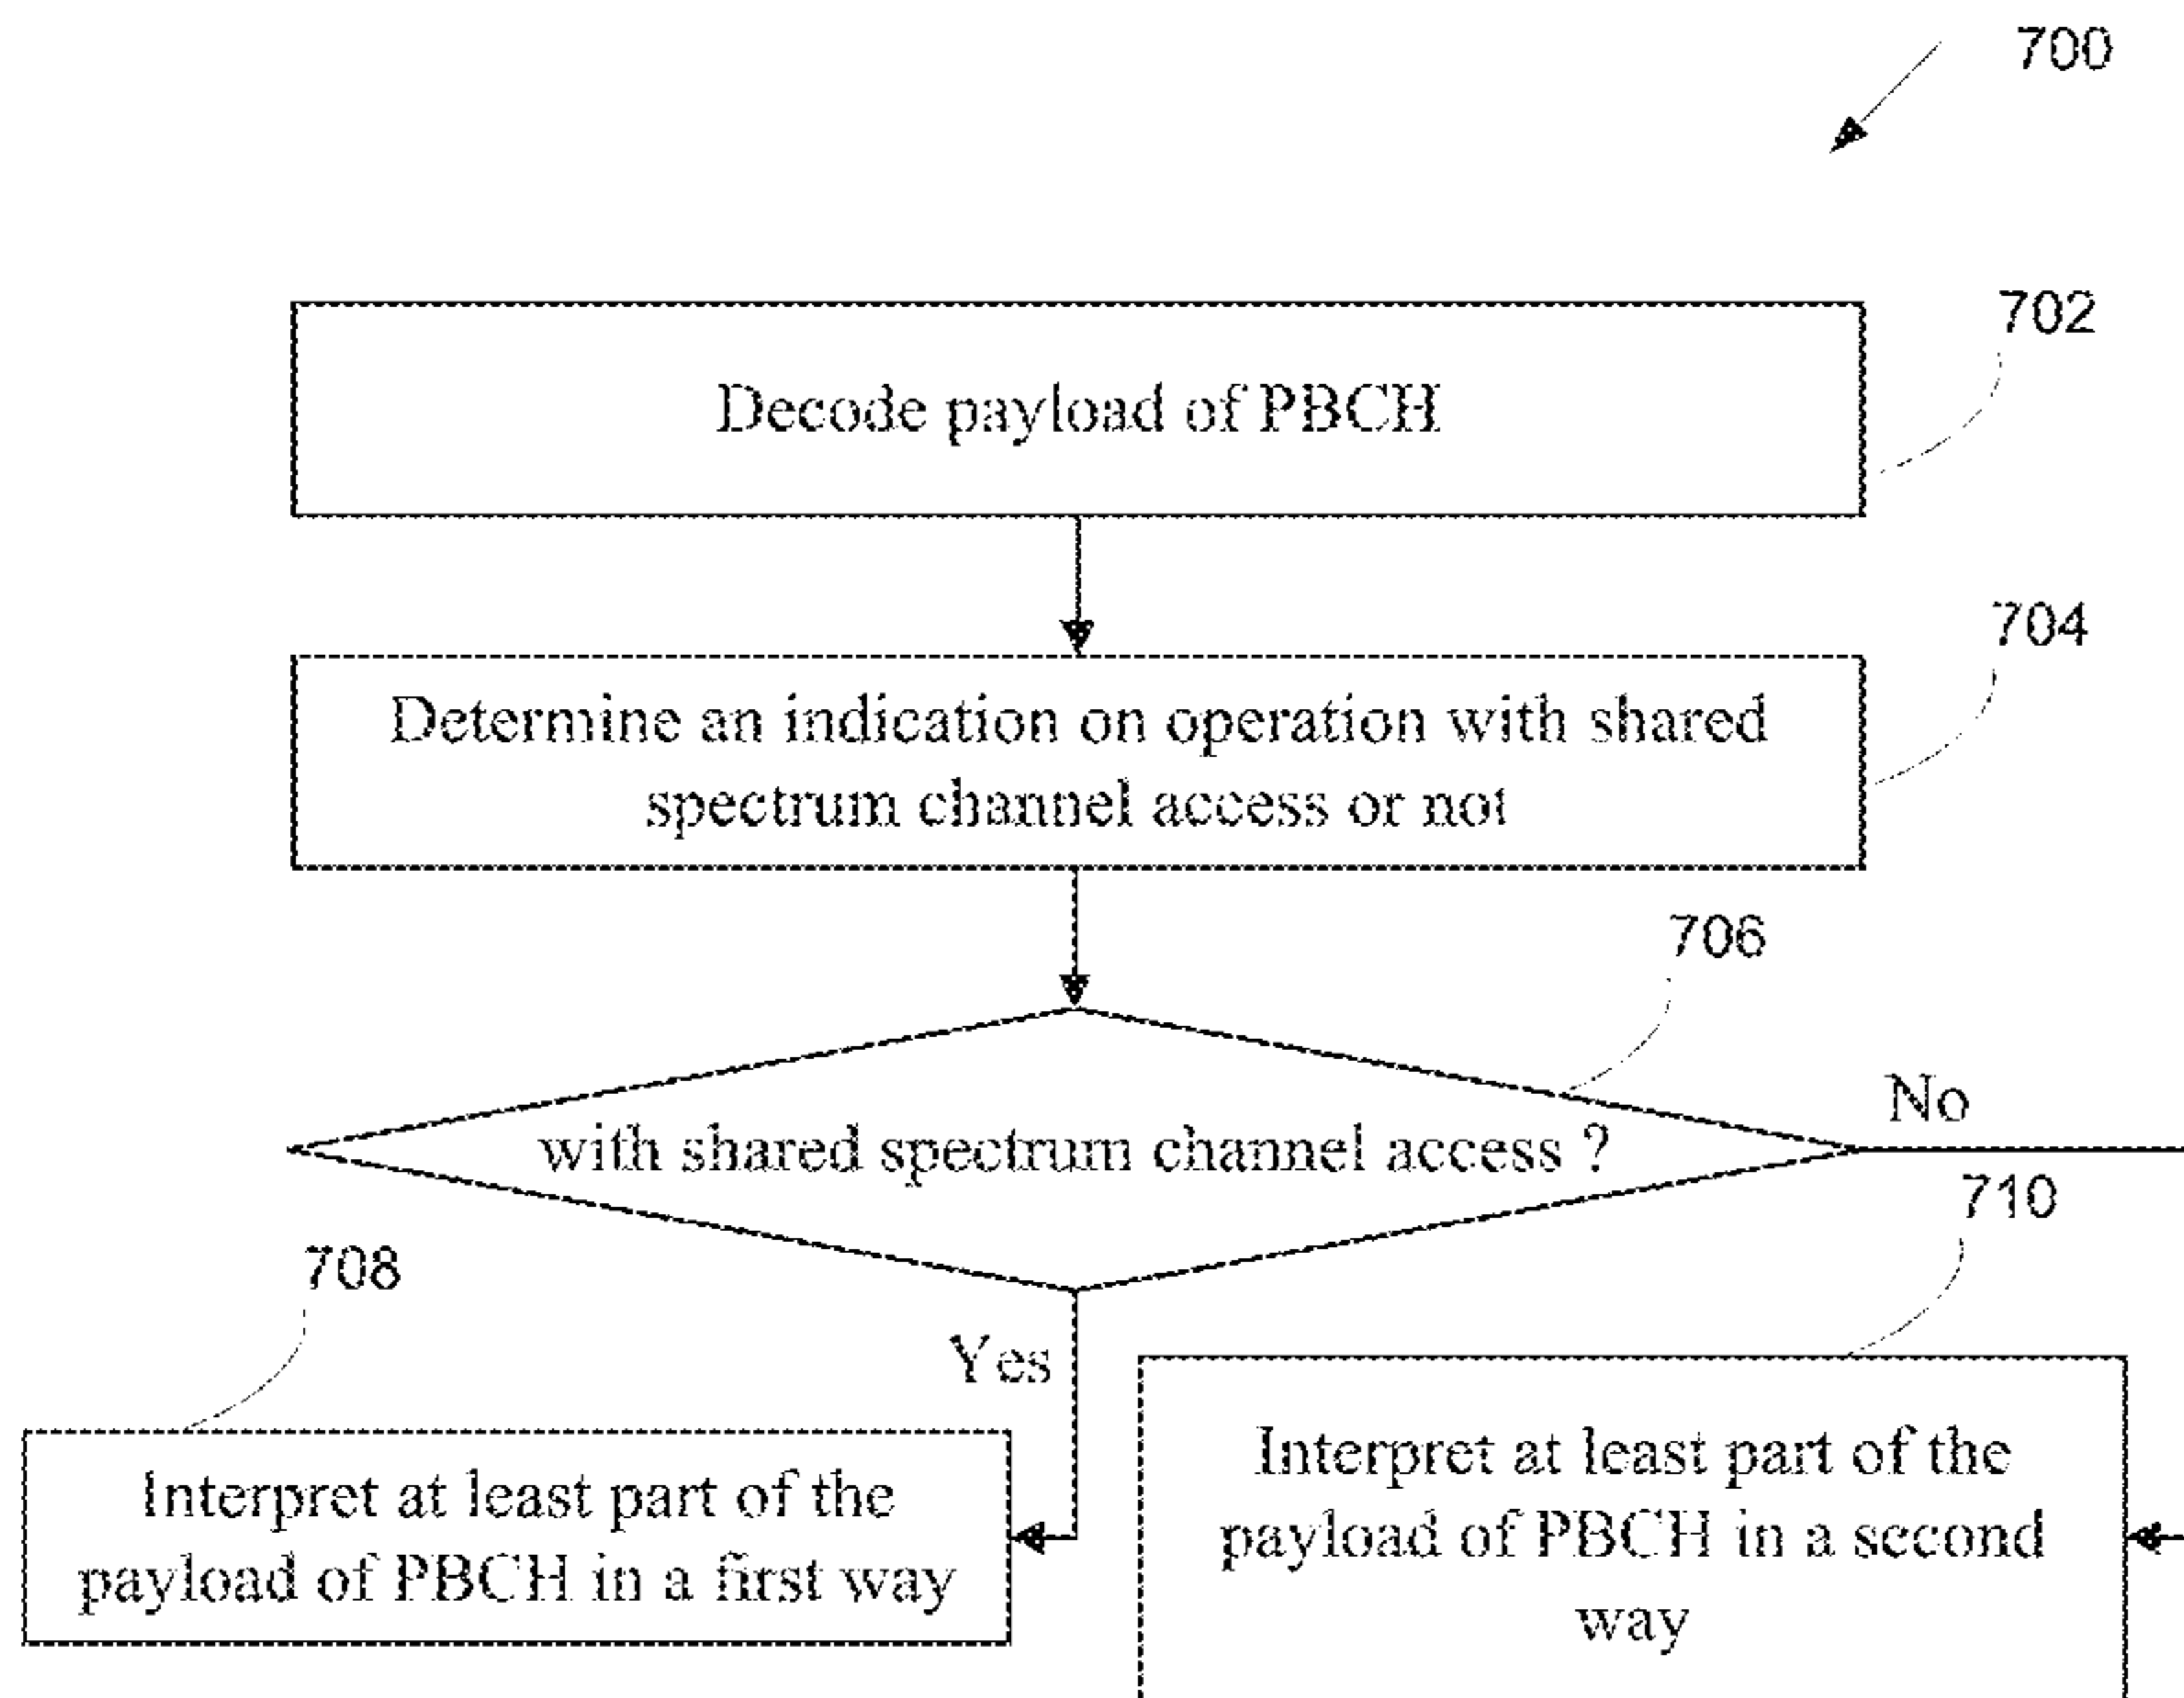 700
702
Decode payload of PBCH
704
Determine an indication on operation with shared
spectrum channel access or not
706
No
with shared spectrum channel access ?
710
708
Yes
Interpret at least part of the
payload of PBCH in a first way
Interpret at least part of the
payload of PBCH in a second
way